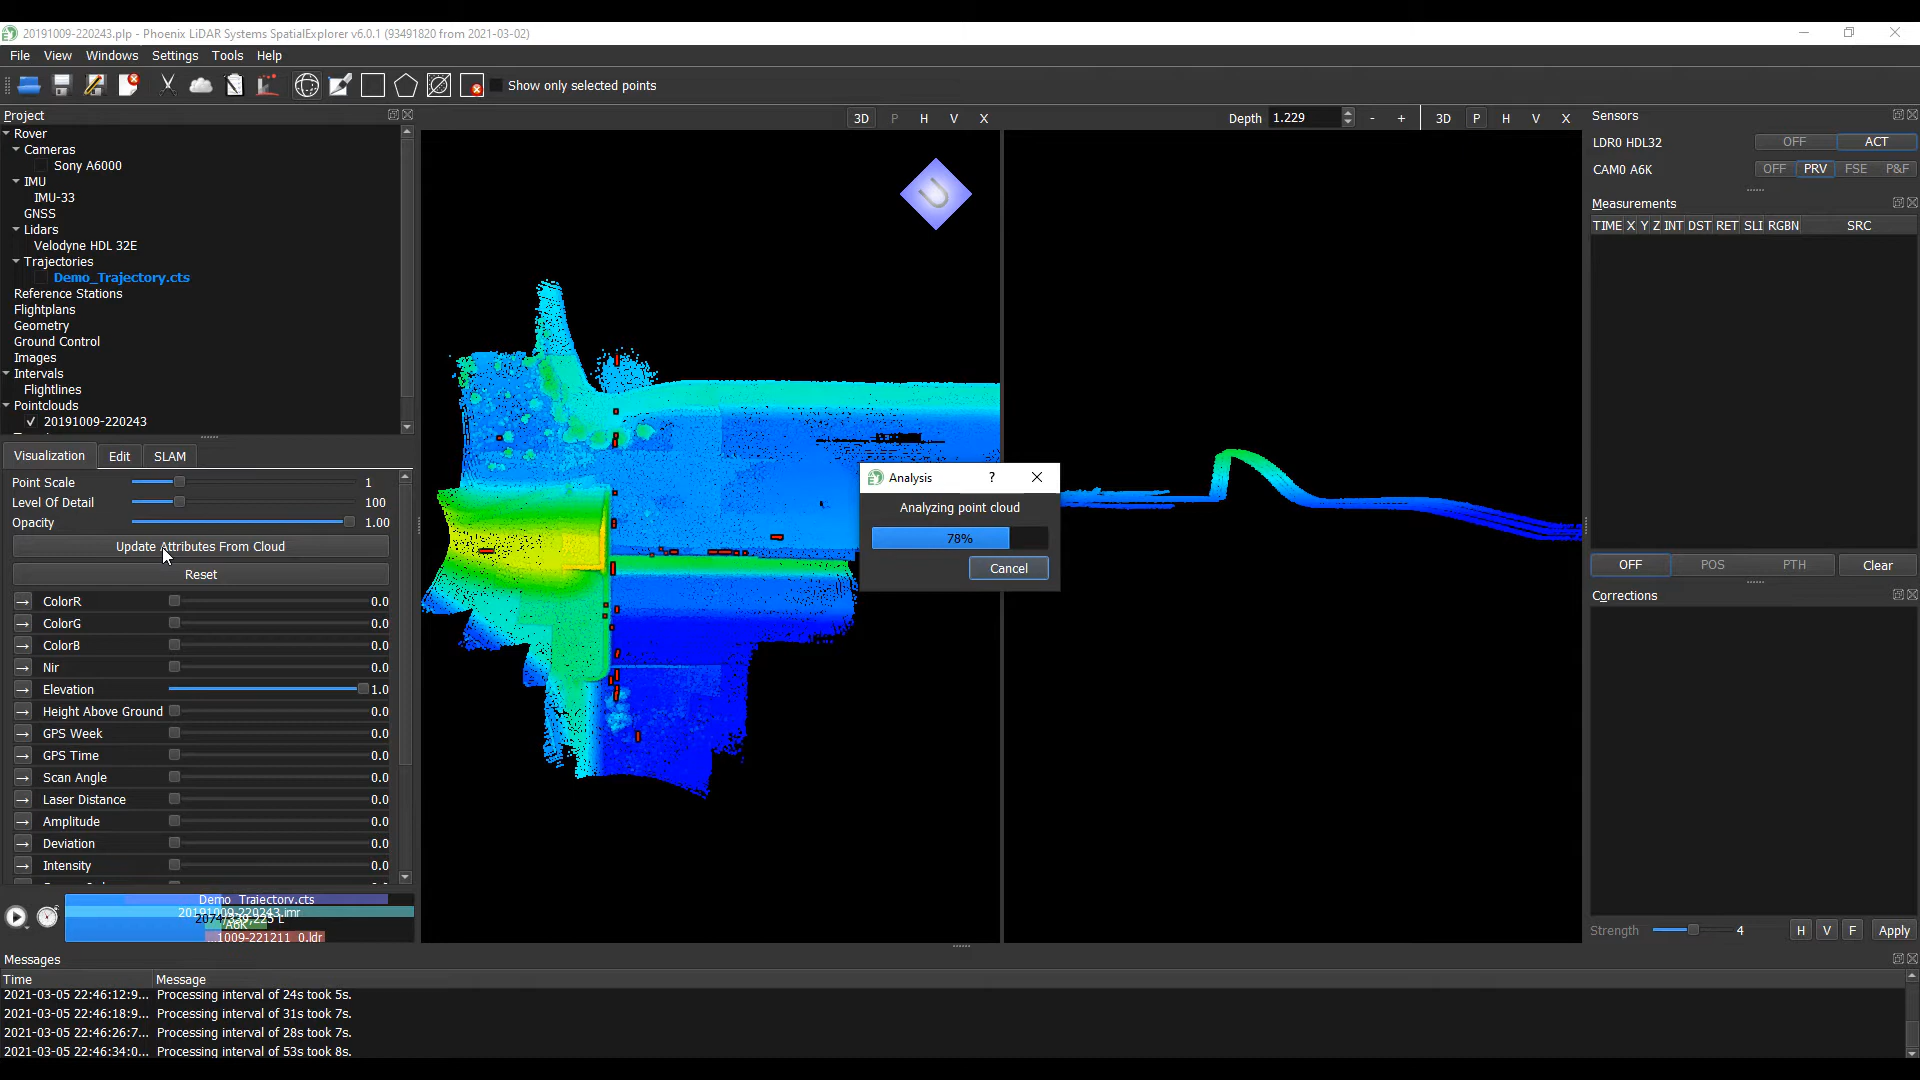 20191009-220243.plp - Phoenix LiDAR Systems SpatialExplorer v6.0.1 (93491820 from 2021-03-02)
File View Windows Settings Tools Help
Show only selected points
Project
Rover
Cameras
Sony A6000
IMU
IMU-33
GNSS
Lidars
Velodyne HDL 32E
Trajectories
Demo_Trajectory.cts
Reference Stations
Flightplans
Geometry
Ground Control
Images
Intervals
Flightlines
Pointclouds
20191009-220243
Visualization Edit SLAM
Point Scale 1
Level Of Detail 100
Opacity 1.00
Update Attributes From Cloud
Reset
ColorR 0.0
ColorG 0.0
ColorB 0.0
Nir 0.0
Elevation 1.0
Height Above Ground 0.0
GPS Week 0.0
GPS Time 0.0
Scan Angle 0.0
Laser Distance 0.0
Amplitude 0.0
Deviation 0.0
Intensity 0.0
Demo_Trajectory.cts
20191009-220243.imr
2074/339,225 L
A6K
...1009-221211_0.ldr
3D P H V X
Depth 1.229 - + 3D P H V X
Analysis ?
Analyzing point cloud
78%
Cancel
Sensors
LDR0 HDL32 OFF ACT
CAM0 A6K OFF PRV FSE P&F
Measurements
TIME X Y Z INT DST RET SLI RGBN SRC
OFF POS PTH Clear
Corrections
Strength 4 H V F Apply
Messages
Time Message
2021-03-05 22:46:12:9... Processing interval of 24s took 5s.
2021-03-05 22:46:18:9... Processing interval of 31s took 7s.
2021-03-05 22:46:26:7... Processing interval of 28s took 7s.
2021-03-05 22:46:34:0... Processing interval of 53s took 8s.